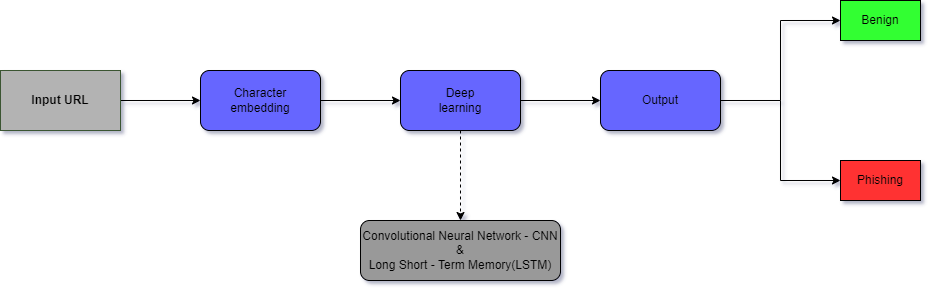 Benign
Input URL
Character
embedding
Deep
learning
Output
Phishing
Convolutional Neural Network - CNN
&
Long Short - Term Memory(LSTM)